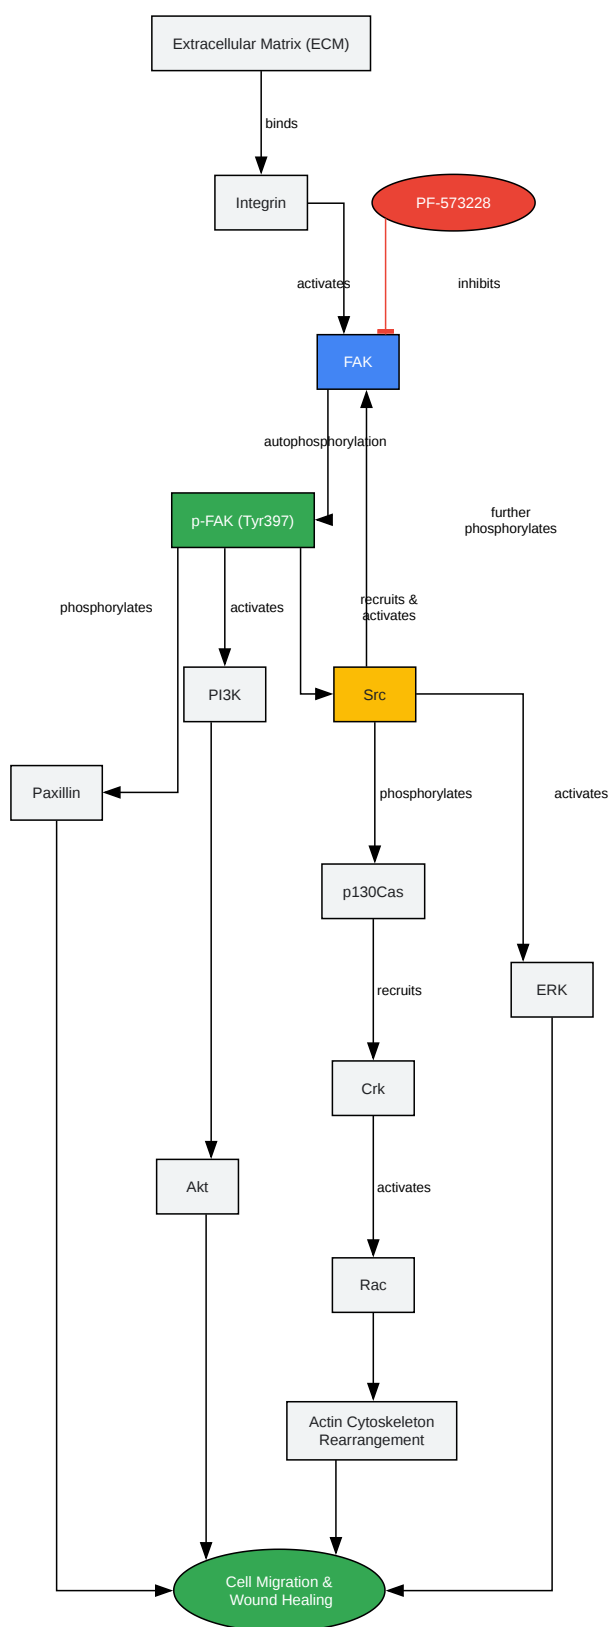 Extracellular Matrix (ECM)
binds
Integrin
PF-573228
activates
inhibits
FAK
autophosphorylation
p-FAK (Tyr397)
further
phosphorylates
phosphorylates
activates
recruits &
activates
PI3K
Src
Paxillin
phosphorylates
activates
p130Cas
recruits
ERK
Crk
Akt
activates
Rac
Actin Cytoskeleton
Rearrangement
Cell Migration &
Wound Healing